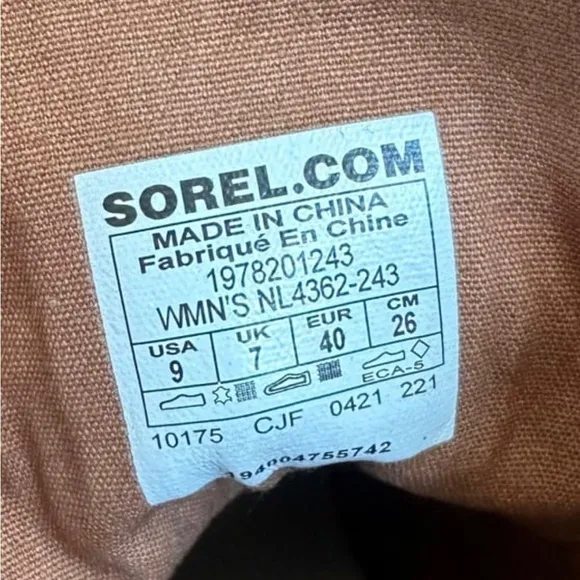 SOREL.COM
MADE IN CHINA
Fabriqué En Chine
1978201243
WMN'S NL4362-243
USA UK EUR CM
9 7 40 26
ECA-5
10175 CJF 0421 221
194004755742